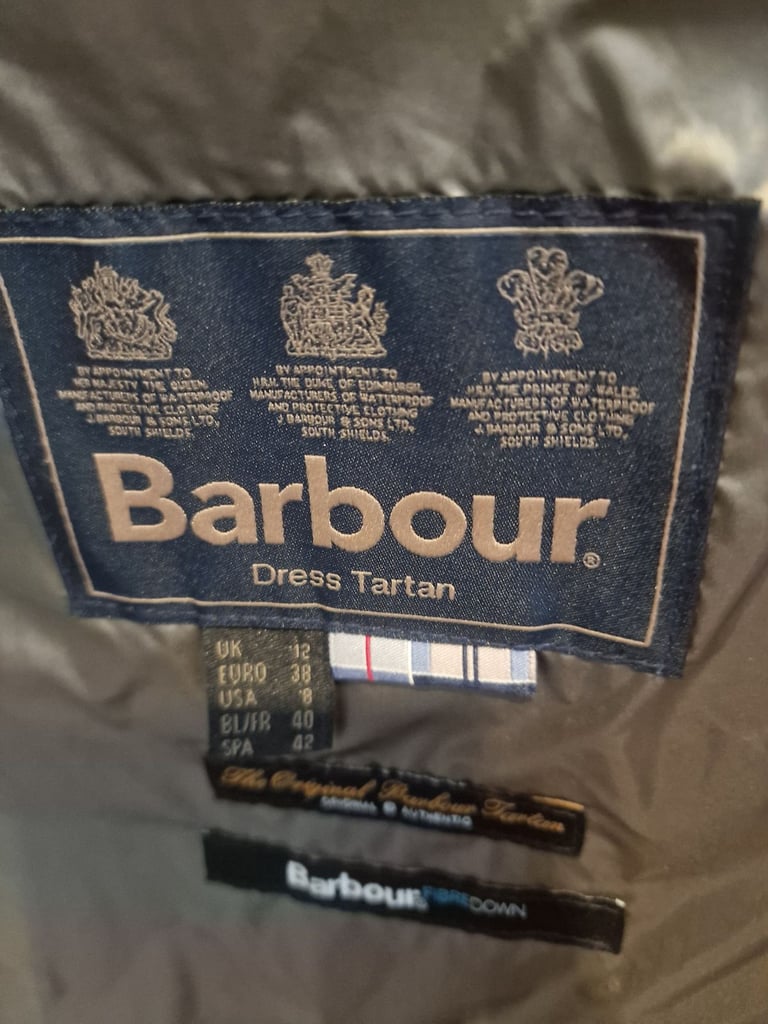 BY APPOINTMENT TO
HER MAJESTY THE QUEEN.
MANUFACTURERS OF WATERPROOF
AND PROTECTIVE CLOTHING
J. BARBOUR & SONS LTD,
SOUTH SHIELDS.
BY APPOINTMENT TO
H.R.H. THE DUKE OF EDINBURGH.
MANUFACTURERS OF WATERPROOF
AND PROTECTIVE CLOTHING
J. BARBOUR & SONS LTD,
SOUTH SHIELDS.
BY APPOINTMENT TO
H.R.H. THE PRINCE OF WALES.
MANUFACTURERS OF WATERPROOF
AND PROTECTIVE CLOTHING
J. BARBOUR & SONS LTD,
SOUTH SHIELDS.
Barbour®
Dress Tartan
UK 12
EURO 38
USA 8
BL/FR 40
SPA 42
The Original Barbour Tartan
ORIGINAL & AUTHENTIC
Barbour® FIBREDOWN